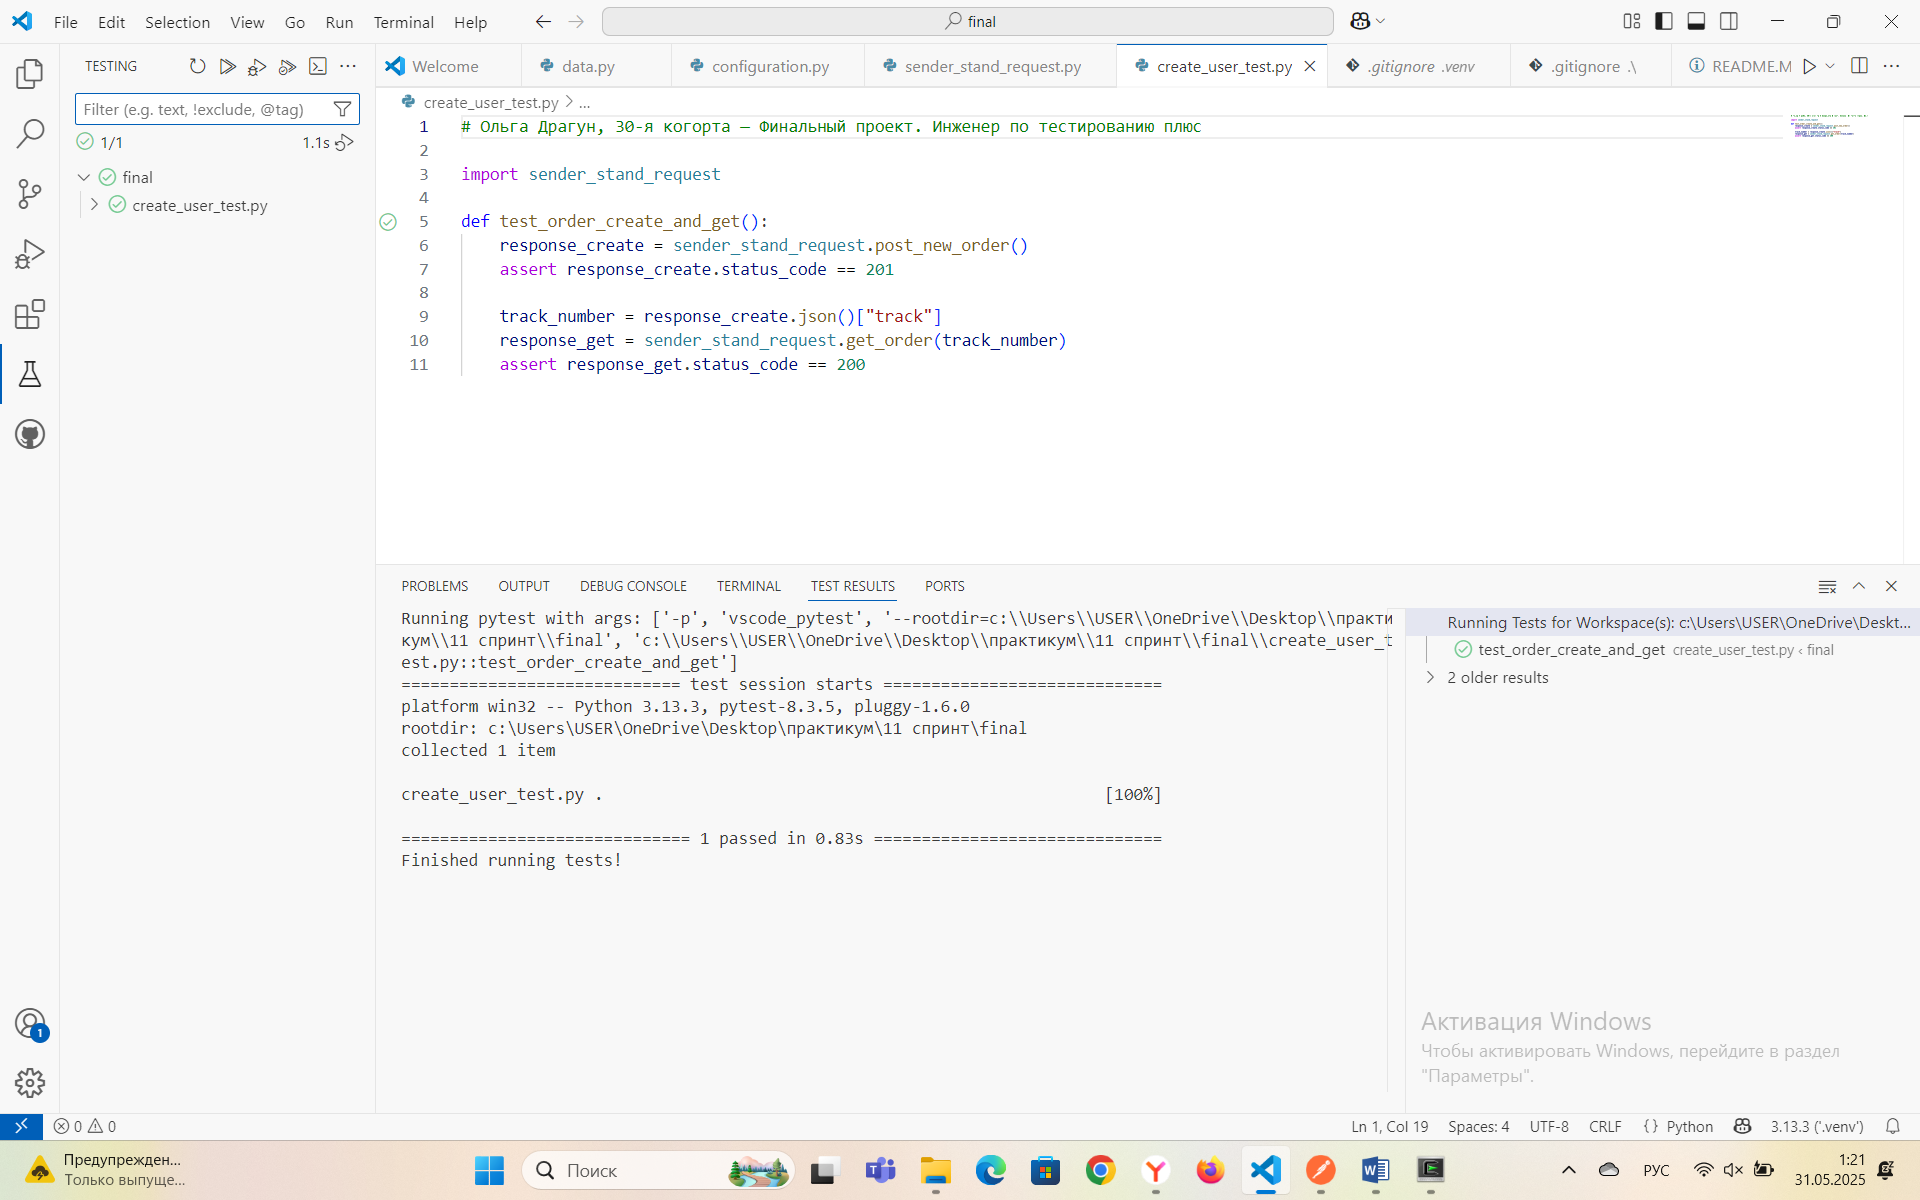 File Edit Selection View Go Run Terminal Help
final
TESTING
Filter (e.g. text, !exclude, @tag)
1/1 1.1s
final
create_user_test.py
Welcome data.py configuration.py sender_stand_request.py create_user_test.py .gitignore .venv .gitignore .\ README.M
create_user_test.py > ...
1 # Ольга Драгун, 30-я когорта — Финальный проект. Инженер по тестированию плюс
2
3 import sender_stand_request
4
5 def test_order_create_and_get():
6 response_create = sender_stand_request.post_new_order()
7 assert response_create.status_code == 201
8
9 track_number = response_create.json()["track"]
10 response_get = sender_stand_request.get_order(track_number)
11 assert response_get.status_code == 200
PROBLEMS OUTPUT DEBUG CONSOLE TERMINAL TEST RESULTS PORTS
Running pytest with args: ['-p', 'vscode_pytest', '--rootdir=c:\\Users\\USER\\OneDrive\\Desktop\\практи
кум\\11 спринт\\final', 'c:\\Users\\USER\\OneDrive\\Desktop\\практикум\\11 спринт\\final\\create_user_t
est.py::test_order_create_and_get']
============================= test session starts =============================
platform win32 -- Python 3.13.3, pytest-8.3.5, pluggy-1.6.0
rootdir: c:\Users\USER\OneDrive\Desktop\практикум\11 спринт\final
collected 1 item
create_user_test.py . [100%]
============================== 1 passed in 0.83s ==============================
Finished running tests!
Running Tests for Workspace(s): c:\Users\USER\OneDrive\Deskt...
test_order_create_and_get create_user_test.py ‹ final
2 older results
Активация Windows
Чтобы активировать Windows, перейдите в раздел
"Параметры".
1
0 0
Ln 1, Col 19 Spaces: 4 UTF-8 CRLF {} Python 3.13.3 ('.venv')
Предупрежден...
Только выпуще...
Поиск
РУС
1:21
31.05.2025